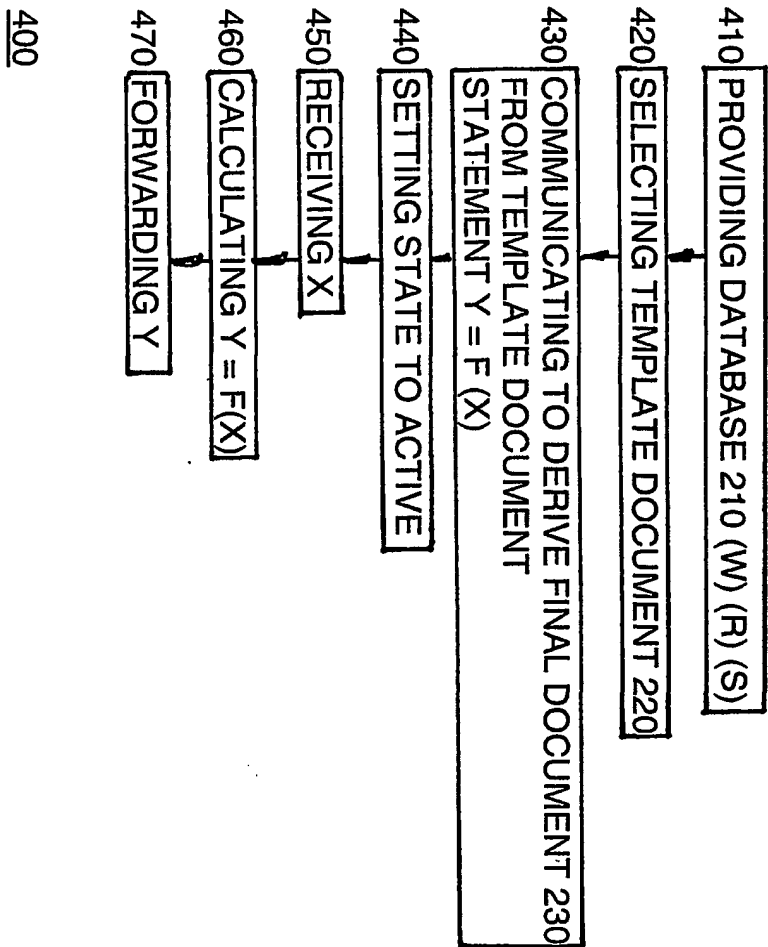 410 PROVIDING DATABASE 210 (W) (R) (S)
420 SELECTING TEMPLATE DOCUMENT 220
430 COMMUNICATING TO DERIVE FINAL DOCUMENT 230
FROM TEMPLATE DOCUMENT
STATEMENT Y = F (X)
440 SETTING STATE TO ACTIVE
450 RECEIVING X
460 CALCULATING Y = F(X)
470 FORWARDING Y
400